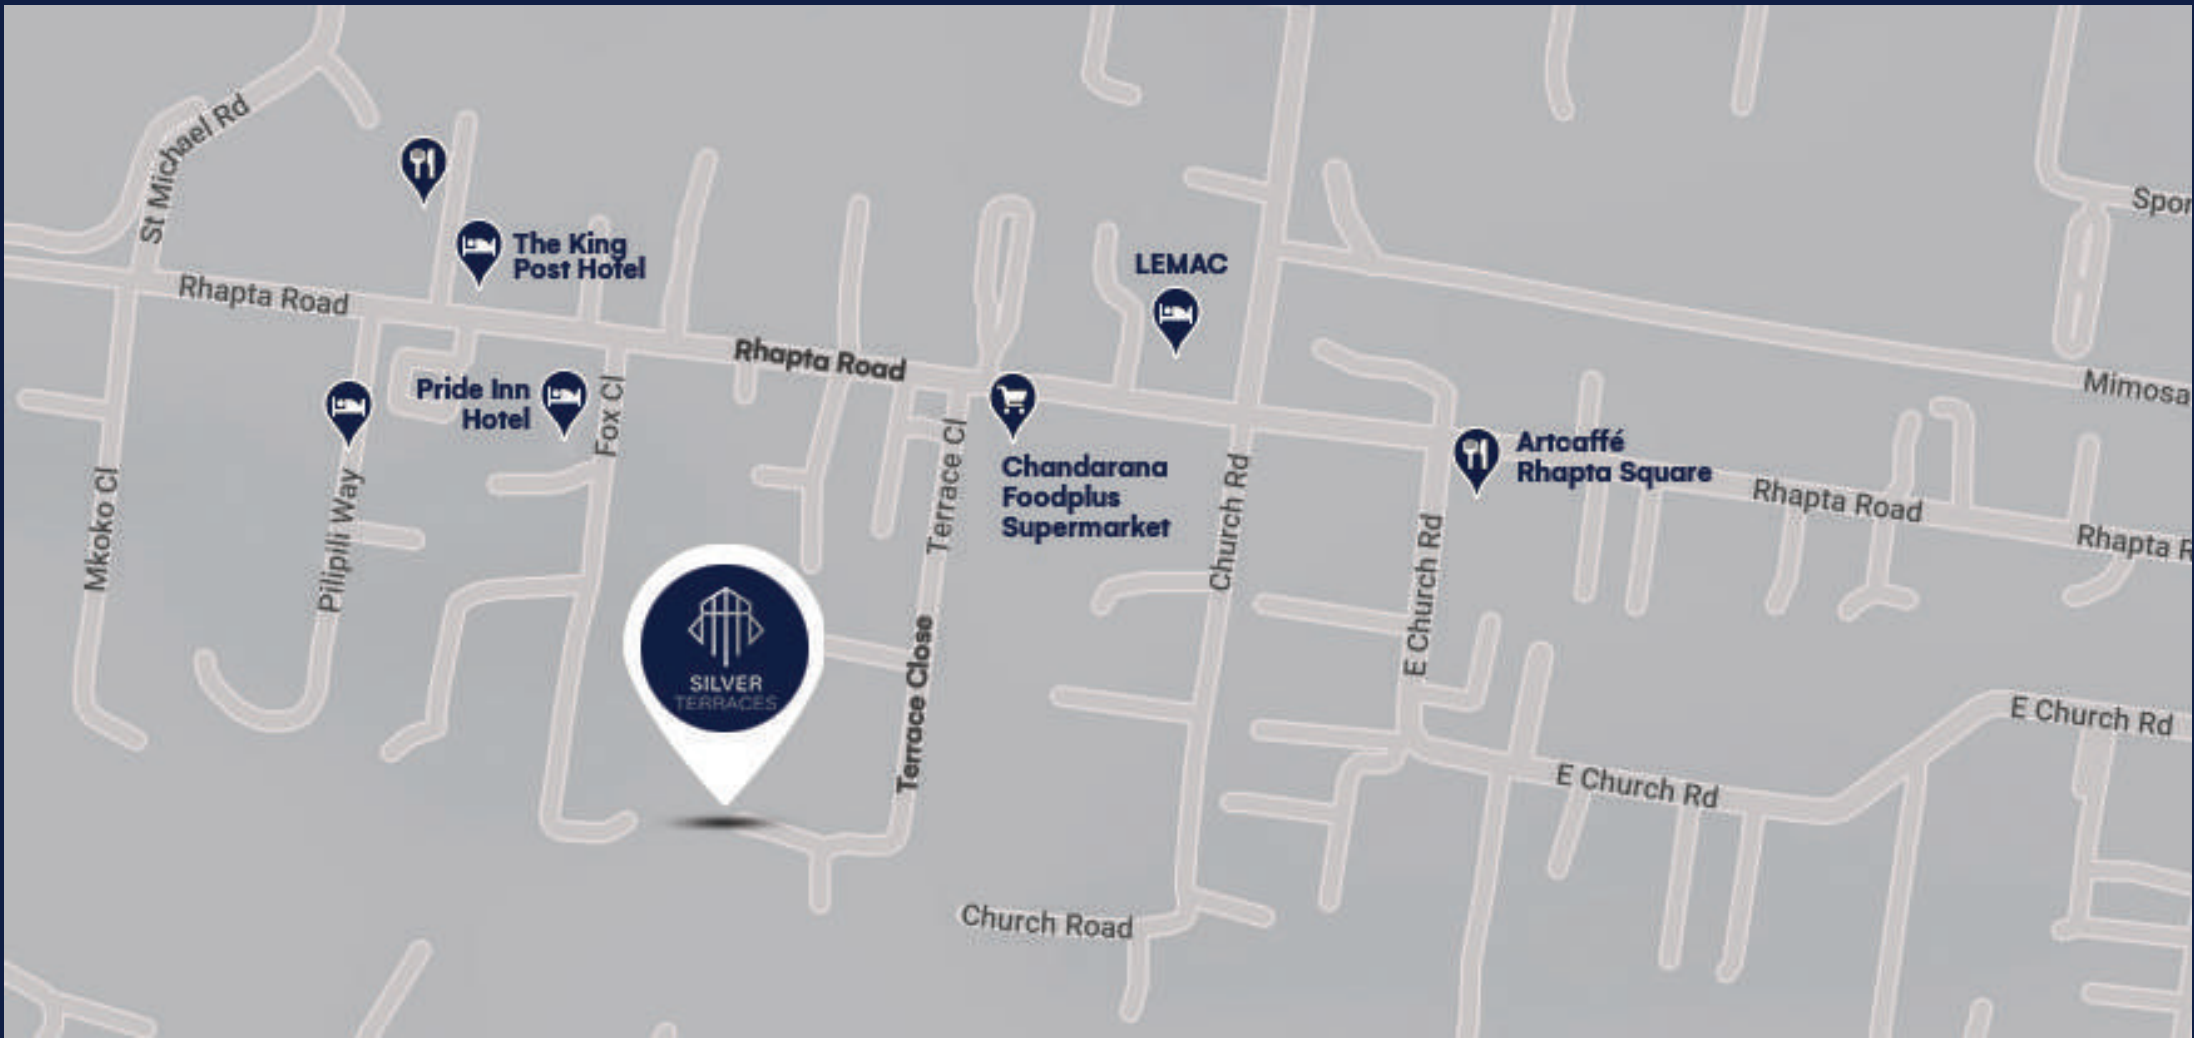 St Michael Rd
Spor
The King
Post Hotel
LEMAC
Rhapta Road
Rhapta Road
Mimosa
Pride Inn
Hotel
Fox Cl
Terrace Cl
Chandarana
Foodplus
Supermarket
Artcaffé
Rhapta Square
Rhapta Road
Rhapta R
Mkoko Cl
Pilipili Way
Church Rd
E Church Rd
SILVER
TERRACES
Terrace Close
E Church Rd
E Church Rd
Church Road